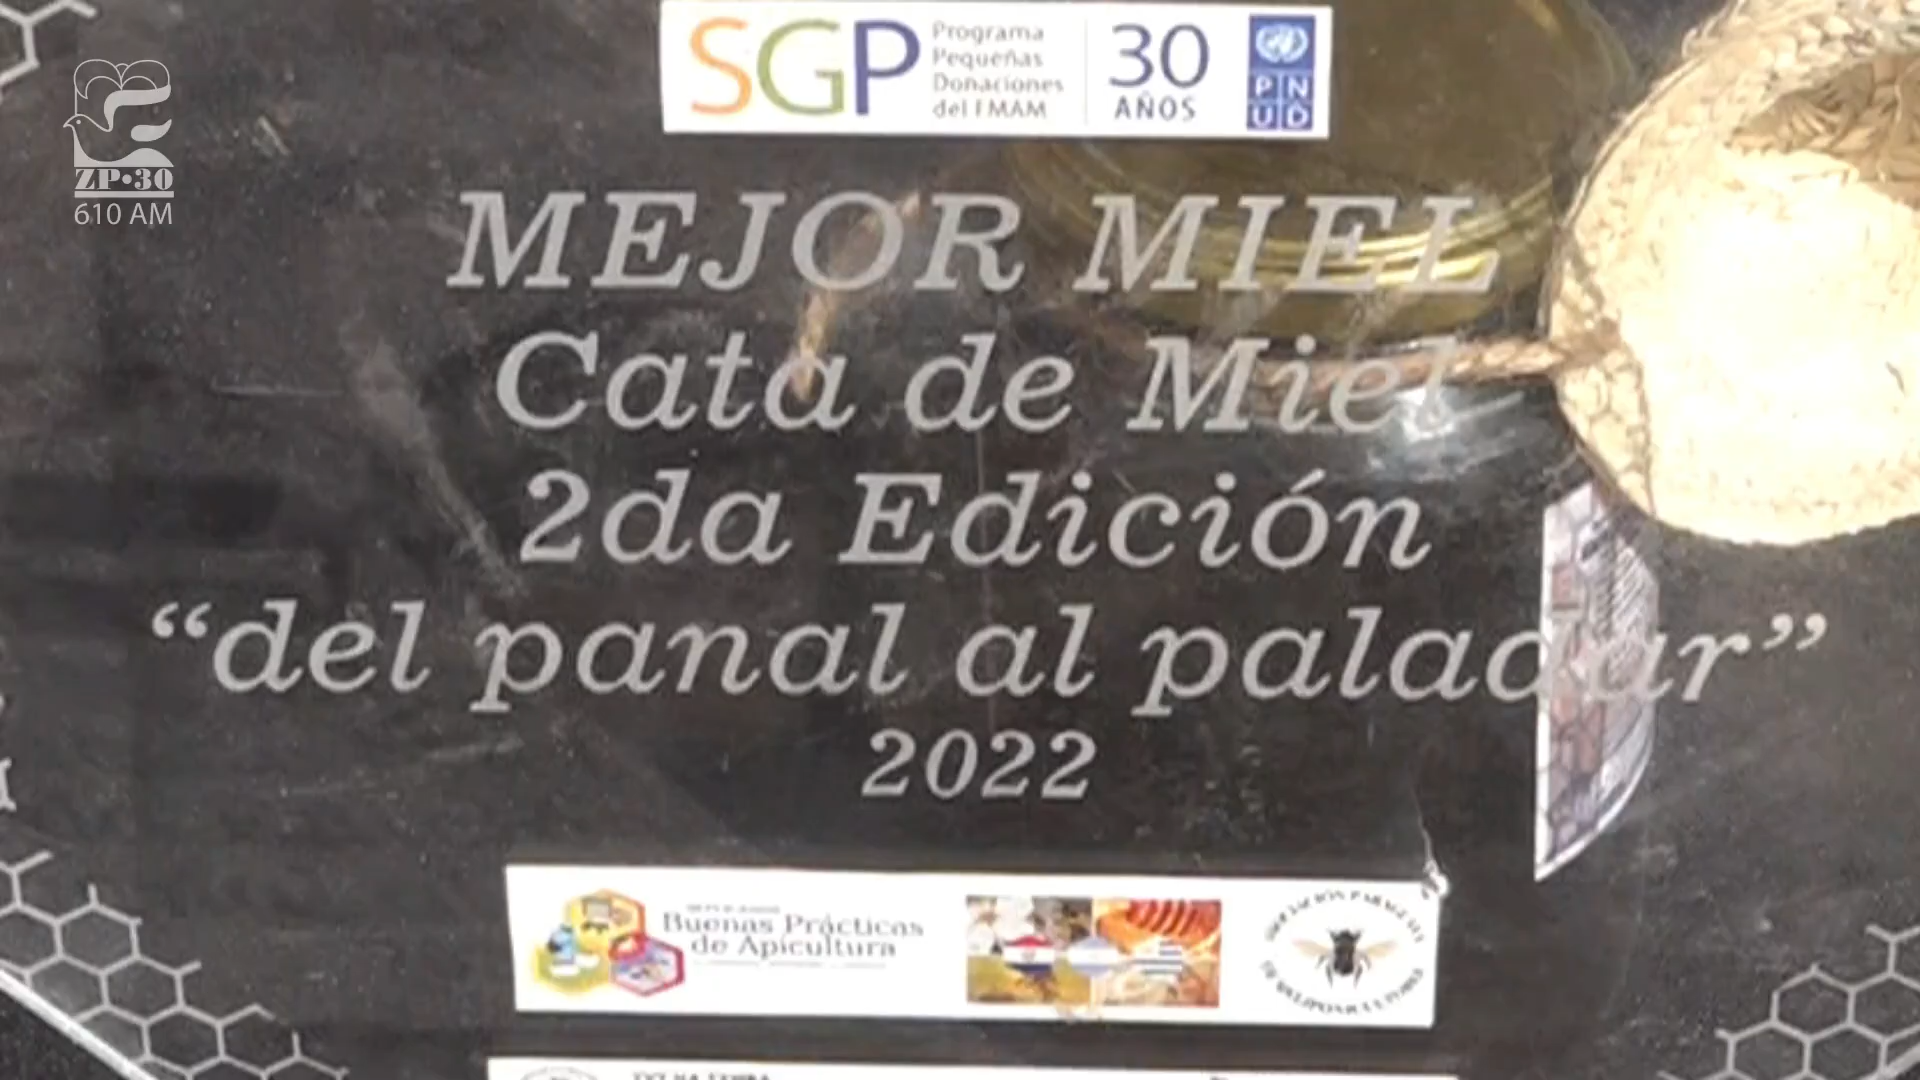 SGP
Programa
Pequeñas
Donaciones
del FMAM
30
AÑOS
P N
U D
ZP•30
610 AM
MEJOR MIEL
Cata de Miel
2da Edición
“del panal al paladar”
2022
Buenas Prácticas
de Apicultura